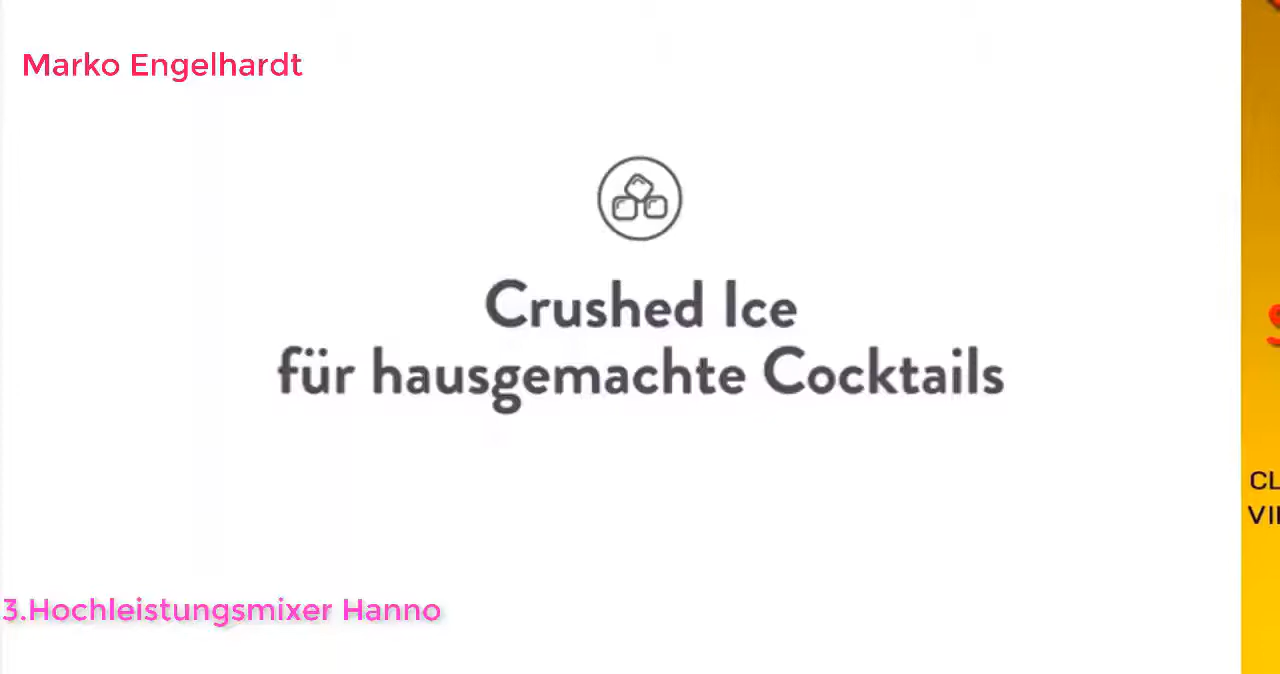 Marko Engelhardt
Crushed Ice
für hausgemachte Cocktails
3.Hochleistungsmixer Hanno